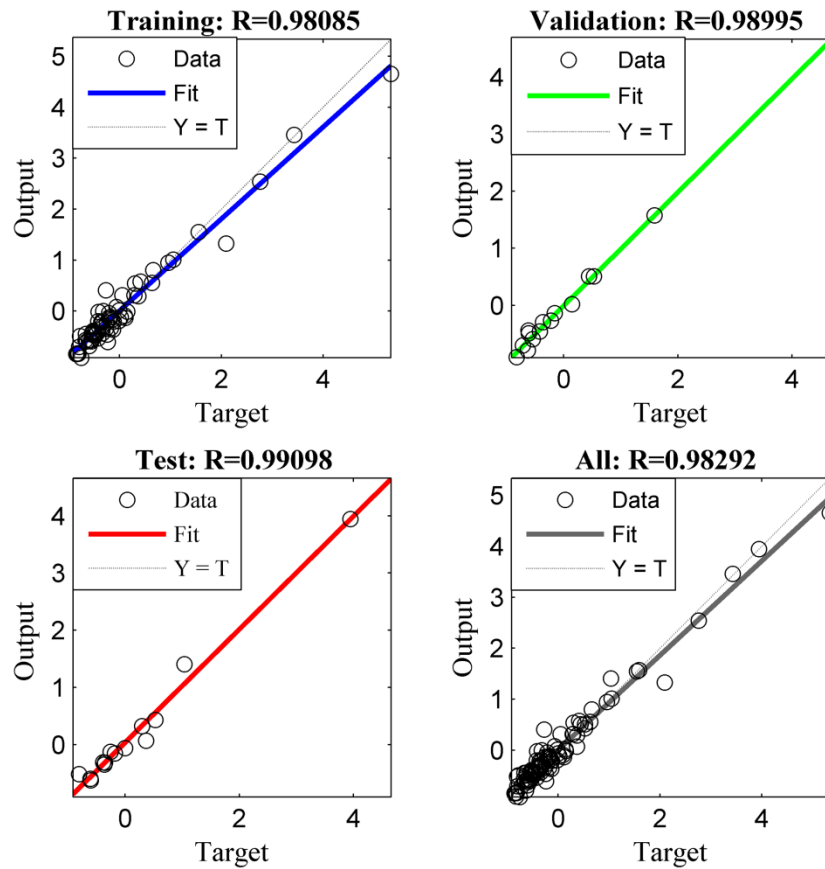 Training: R=0.98085
Data
Fit
Y = T
5
4
3
2
1
0
0
2
4
Output
Target
Validation: R=0.98995
Data
Fit
Y = T
4
3
2
1
0
0
2
4
Output
Target
Test: R=0.99098
Data
Fit
Y = T
4
3
2
1
0
0
2
4
Output
Target
All: R=0.98292
Data
Fit
Y = T
5
4
3
2
1
0
0
2
4
Output
Target